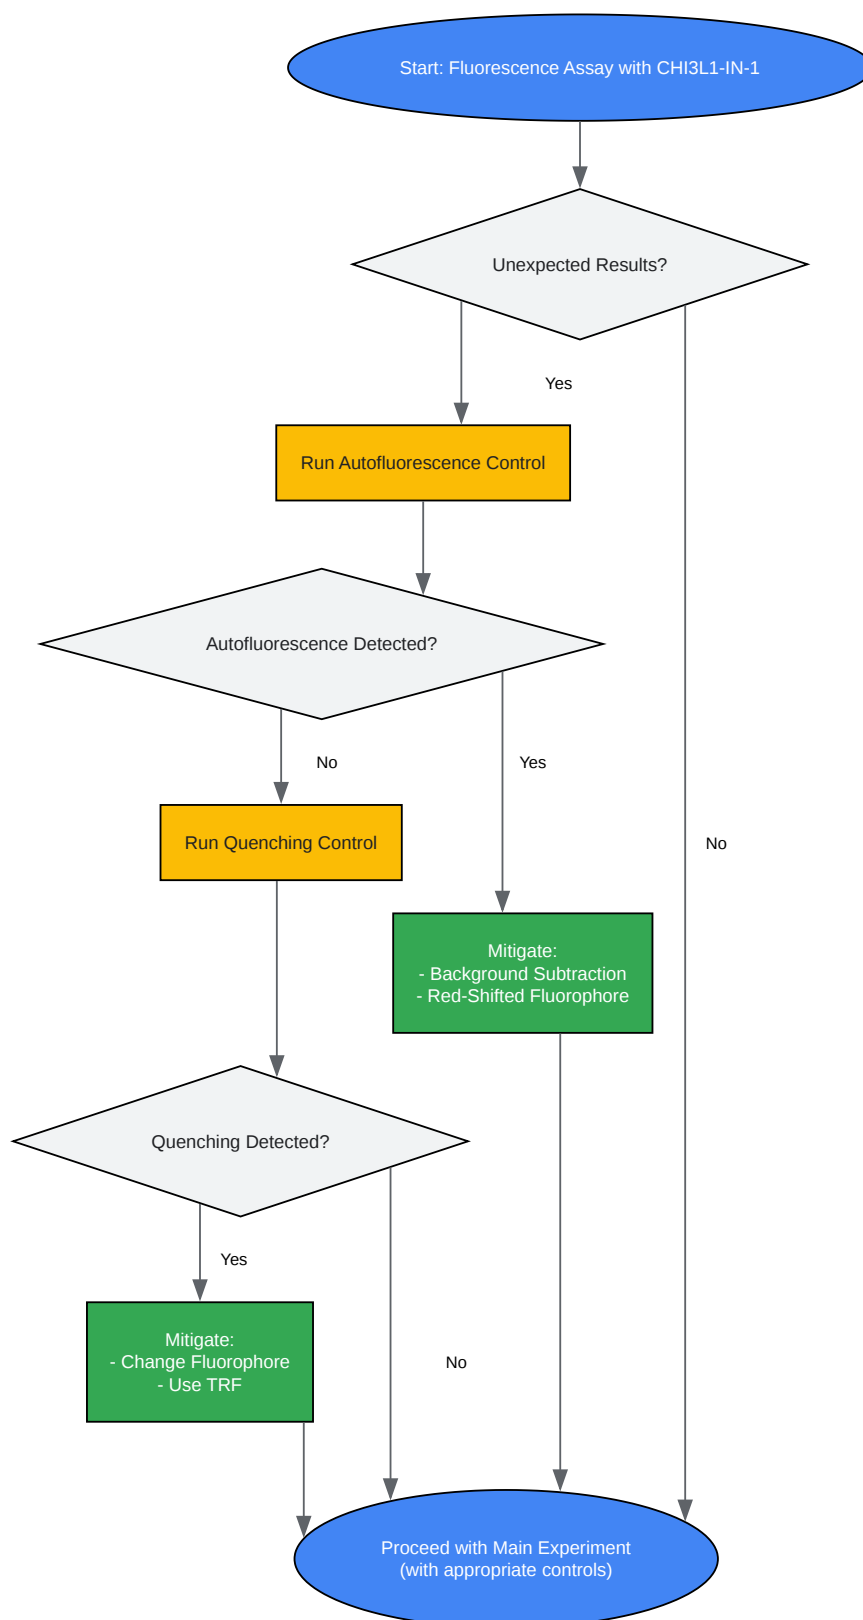 Start: Fluorescence Assay with CHI3L1-IN-1
Unexpected Results?
Yes
Run Autofluorescence Control
Autofluorescence Detected?
No
Yes
Run Quenching Control
No
Mitigate:
- Background Subtraction
- Red-Shifted Fluorophore
Quenching Detected?
Yes
Mitigate:
- Change Fluorophore
- Use TRF
No
Proceed with Main Experiment
(with appropriate controls)